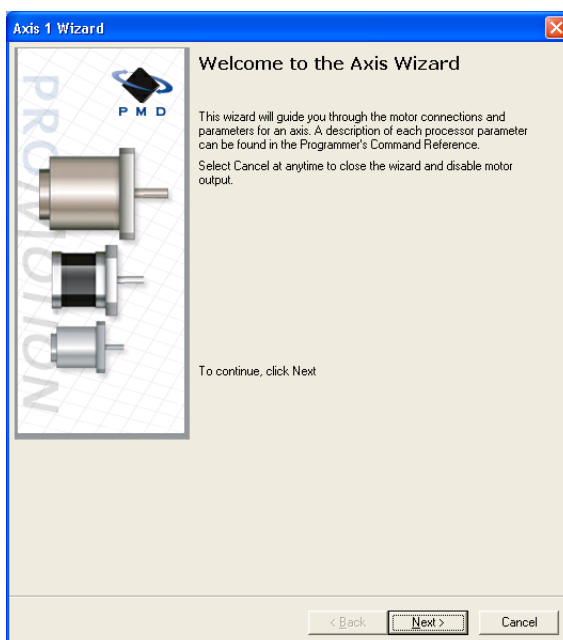 Axis 1 Wizard
PMD
PROMOTION
Welcome to the Axis Wizard
This wizard will guide you through the motor connections and
parameters for an axis. A description of each processor parameter
can be found in the Programmer's Command Reference.
Select Cancel at anytime to close the wizard and disable motor
output.
To continue, click Next
< Back
Next >
Cancel